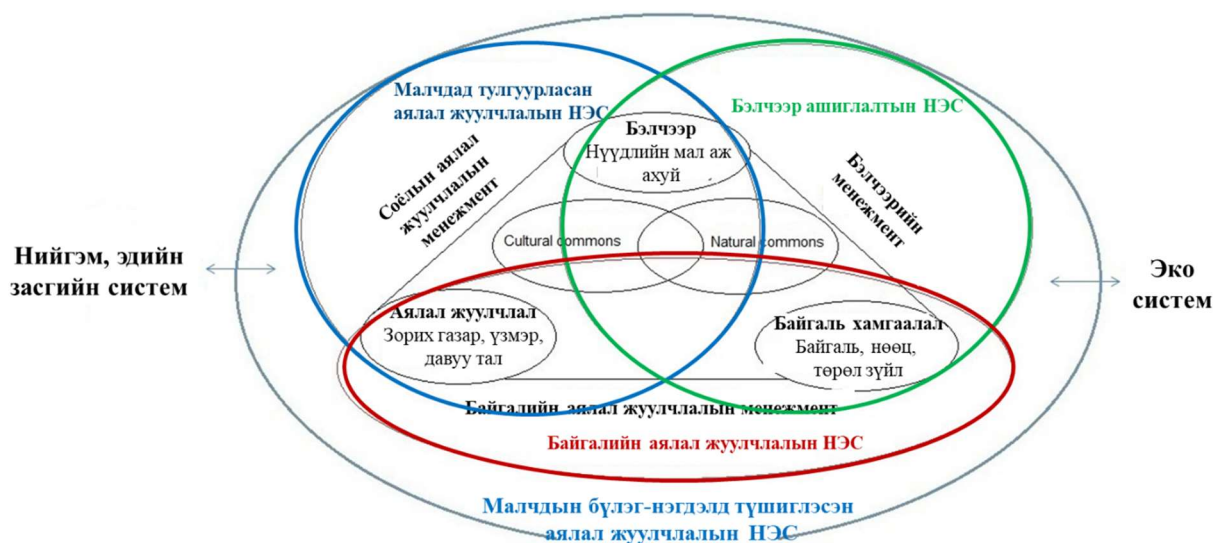 Малчдад тулгуурласан
аялал жуулчлалын НЭС
Бэлчээр ашиглалтын НЭС
Бэлчээр
Нүүдлийн мал аж
ахуй
Соёлын аялал
жуулчлалын
менежмент
Бэлчээрийн
менежмент
Cultural commons
Natural commons
Нийгэм, эдийн
засгийн систем
Эко
систем
Аялал жуулчлал
Зорих газар, үзмэр,
давуу тал
Байгаль хамгаалал
Байгаль, нөөц,
төрөл зүйл
Байгалийн аялал жуулчлалын менежмент
Байгалийн аялал жуулчлалын НЭС
Малчдын бүлэг-нэгдэлд түшиглэсэн
аялал жуулчлалын НЭС